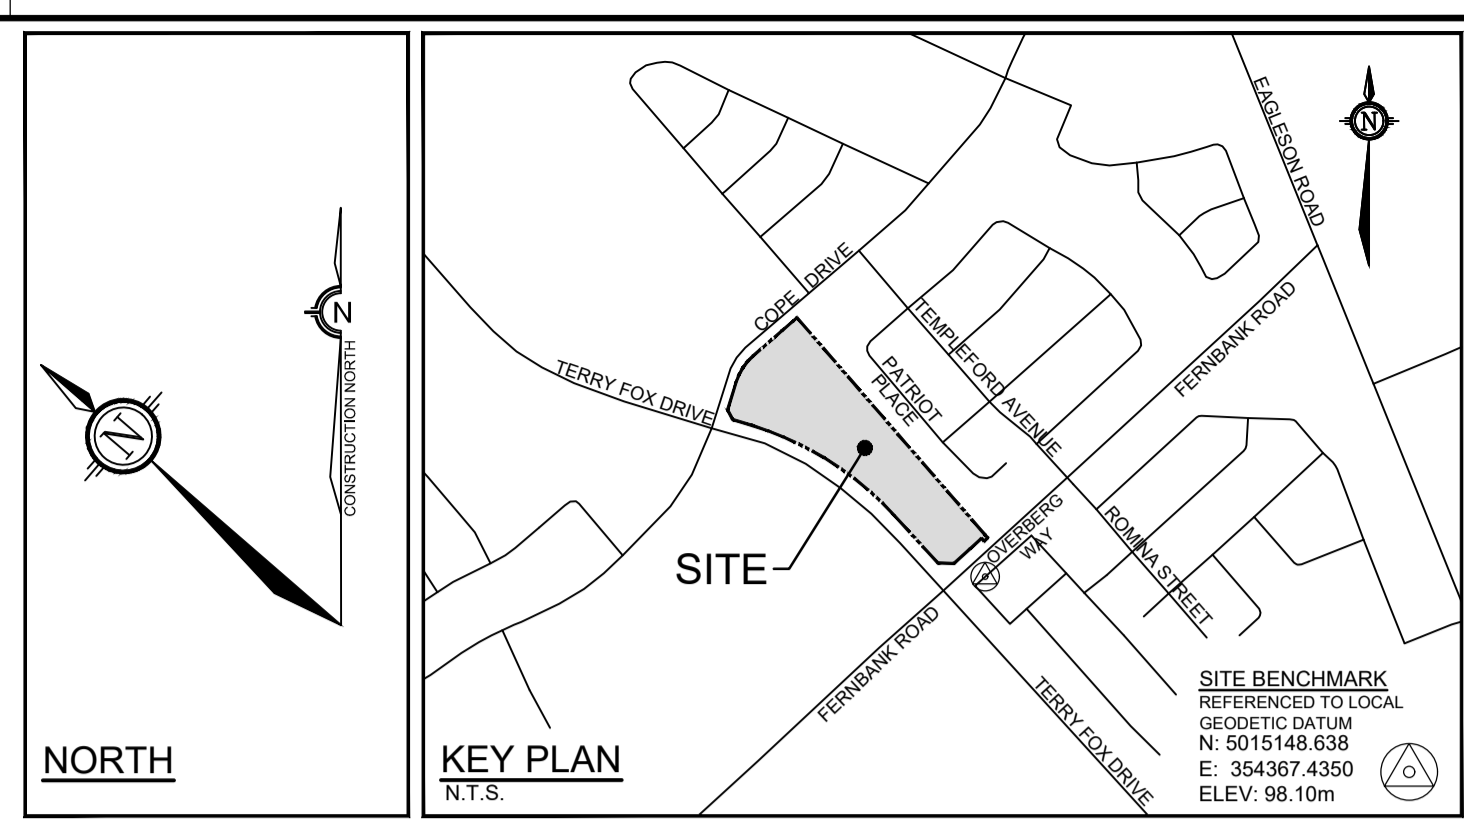 N
CONSTRUCTION NORTH
N
NORTH
EAGLESON ROAD
N
COPE DRIVE
TERRY FOX DRIVE
TEMPLEFORD AVENUE
PATRIOT
PLACE
FERNBANK ROAD
SITE
OVERBERG
WAY
ROMINA STREET
FERNBANK ROAD
TERRY FOX DRIVE
KEY PLAN
N.T.S.
SITE BENCHMARK
REFERENCED TO LOCAL
GEODETIC DATUM
N: 5015148.638
E: 354367.4350
ELEV: 98.10m